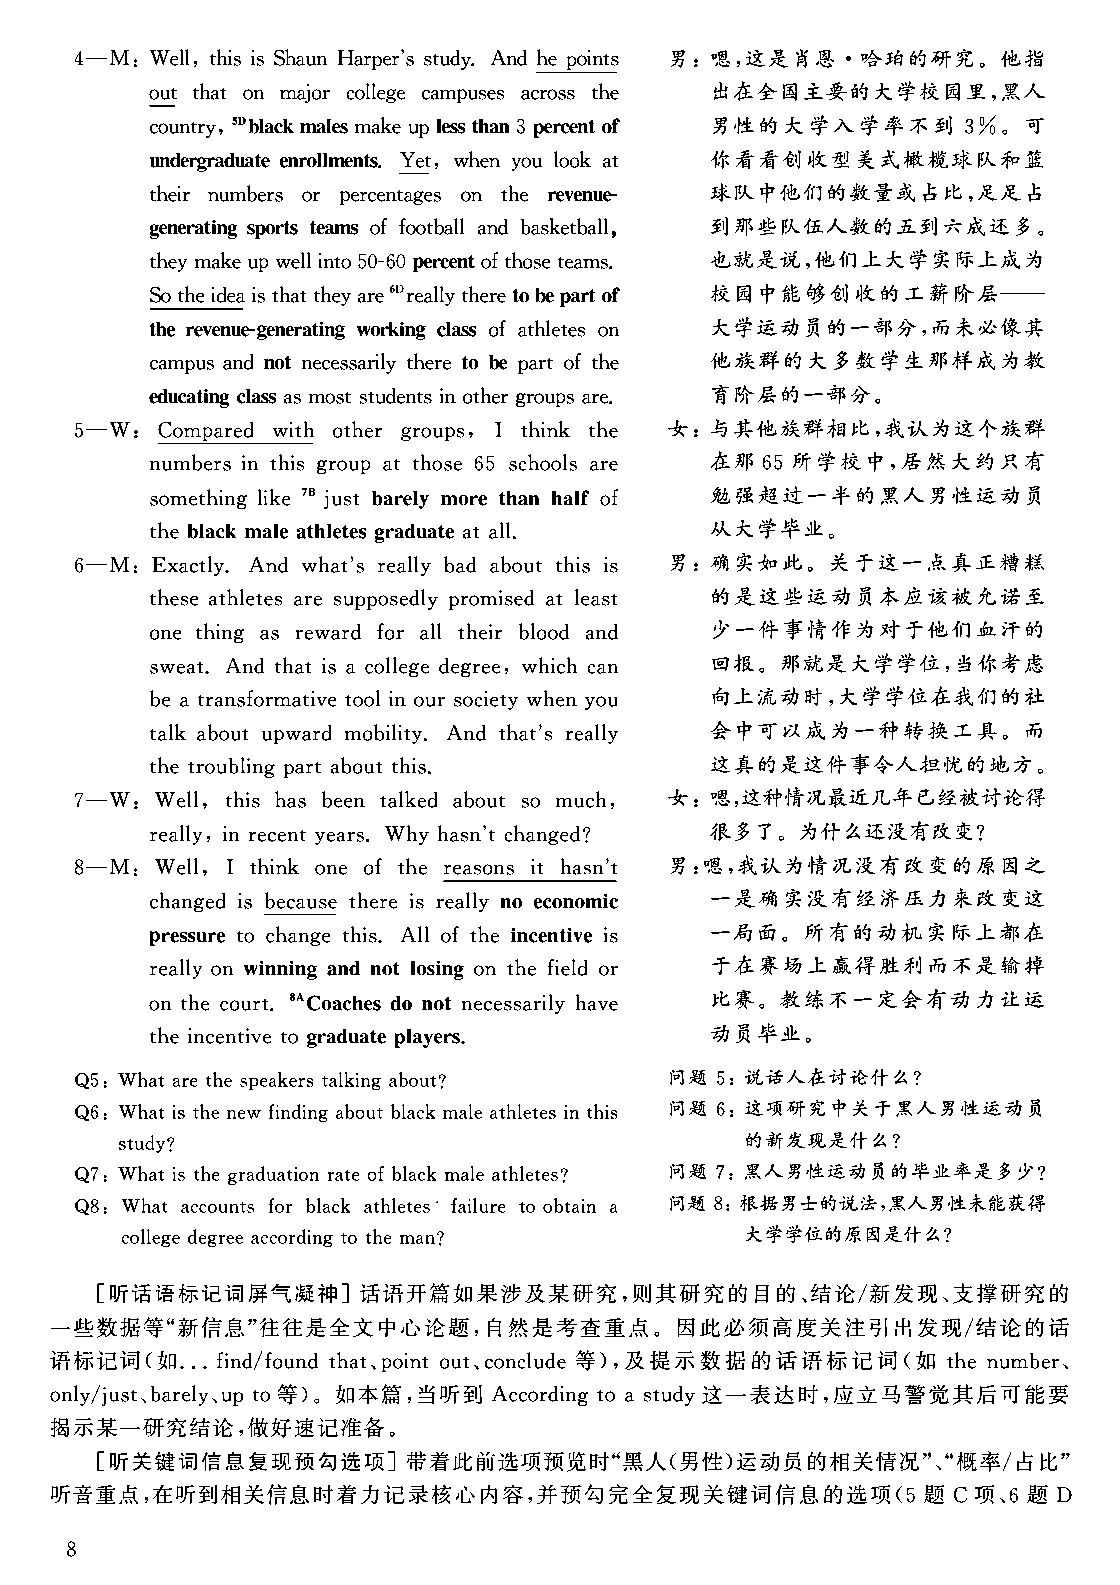 4—M: Well, this is Shaun Harper's study. And he points
out that on major college campuses across the
country, 5D black males make up less than 3 percent of
undergraduate enrollments. Yet, when you look at
their numbers or percentages on the revenue-
generating sports teams of football and basketball,
they make up well into 50-60 percent of those teams.
So the idea is that they are 6D really there to be part of
the revenue-generating working class of athletes on
campus and not necessarily there to be part of the
educating class as most students in other groups are.
5—W: Compared with other groups, I think the
numbers in this group at those 65 schools are
something like 7B just barely more than half of
the black male athletes graduate at all.
6—M: Exactly. And what's really bad about this is
these athletes are supposedly promised at least
one thing as reward for all their blood and
sweat. And that is a college degree, which can
be a transformative tool in our society when you
talk about upward mobility. And that's really
the troubling part about this.
7—W: Well, this has been talked about so much,
really, in recent years. Why hasn't changed?
8—M: Well, I think one of the reasons it hasn't
changed is because there is really no economic
pressure to change this. All of the incentive is
really on winning and not losing on the field or
on the court. 8A Coaches do not necessarily have
the incentive to graduate players.
Q5: What are the speakers talking about?
Q6: What is the new finding about black male athletes in this
study?
Q7: What is the graduation rate of black male athletes?
Q8: What accounts for black athletes' failure to obtain a
college degree according to the man?
男:嗯,这是肖恩·哈珀的研究。他指
出在全国主要的大学校园里,黑人
男性的大学入学率不到 3%。可
你看看创收型美式橄榄球队和篮
球队中他们的数量或占比,足足占
到那些队伍人数的五到六成还多。
也就是说,他们上大学实际上成为
校园中能够创收的工薪阶层——
大学运动员的一部分,而未必像其
他族群的大多数学生那样成为教
育阶层的一部分。
女:与其他族群相比,我认为这个族群
在那 65 所学校中,居然大约只有
勉强超过一半的黑人男性运动员
从大学毕业。
男:确实如此。关于这一点真正糟糕
的是这些运动员本应该被允诺至
少一件事情作为对于他们血汗的
回报。那就是大学学位,当你考虑
向上流动时,大学学位在我们的社
会中可以成为一种转换工具。而
这真的是这件事令人担忧的地方。
女:嗯,这种情况最近几年已经被讨论得
很多了。为什么还没有改变?
男:嗯,我认为情况没有改变的原因之
一是确实没有经济压力来改变这
一局面。所有的动机实际上都在
于在赛场上赢得胜利而不是输掉
比赛。教练不一定会有动力让运
动员毕业。
问题 5:说话人在讨论什么?
问题 6:这项研究中关于黑人男性运动员
的新发现是什么?
问题 7:黑人男性运动员的毕业率是多少?
问题 8:根据男士的说法,黑人男性未能获得
大学学位的原因是什么?
[听话语标记词屏气凝神]话语开篇如果涉及某研究,则其研究的目的、结论/新发现、支撑研究的
一些数据等“新信息”往往是全文中心论题,自然是考查重点。因此必须高度关注引出发现/结论的话
语标记词(如... find/found that、point out、conclude 等),及提示数据的话语标记词(如 the number、
only/just、barely、up to 等)。如本篇,当听到 According to a study 这一表达时,应立马警觉其后可能要
揭示某一研究结论,做好速记准备。
[听关键词信息复现预勾选项]带着此前选项预览时“黑人(男性)运动员的相关情况”、“概率/占比”
听音重点,在听到相关信息时着力记录核心内容,并预勾完全复现关键词信息的选项(5 题 C 项、6 题 D
8